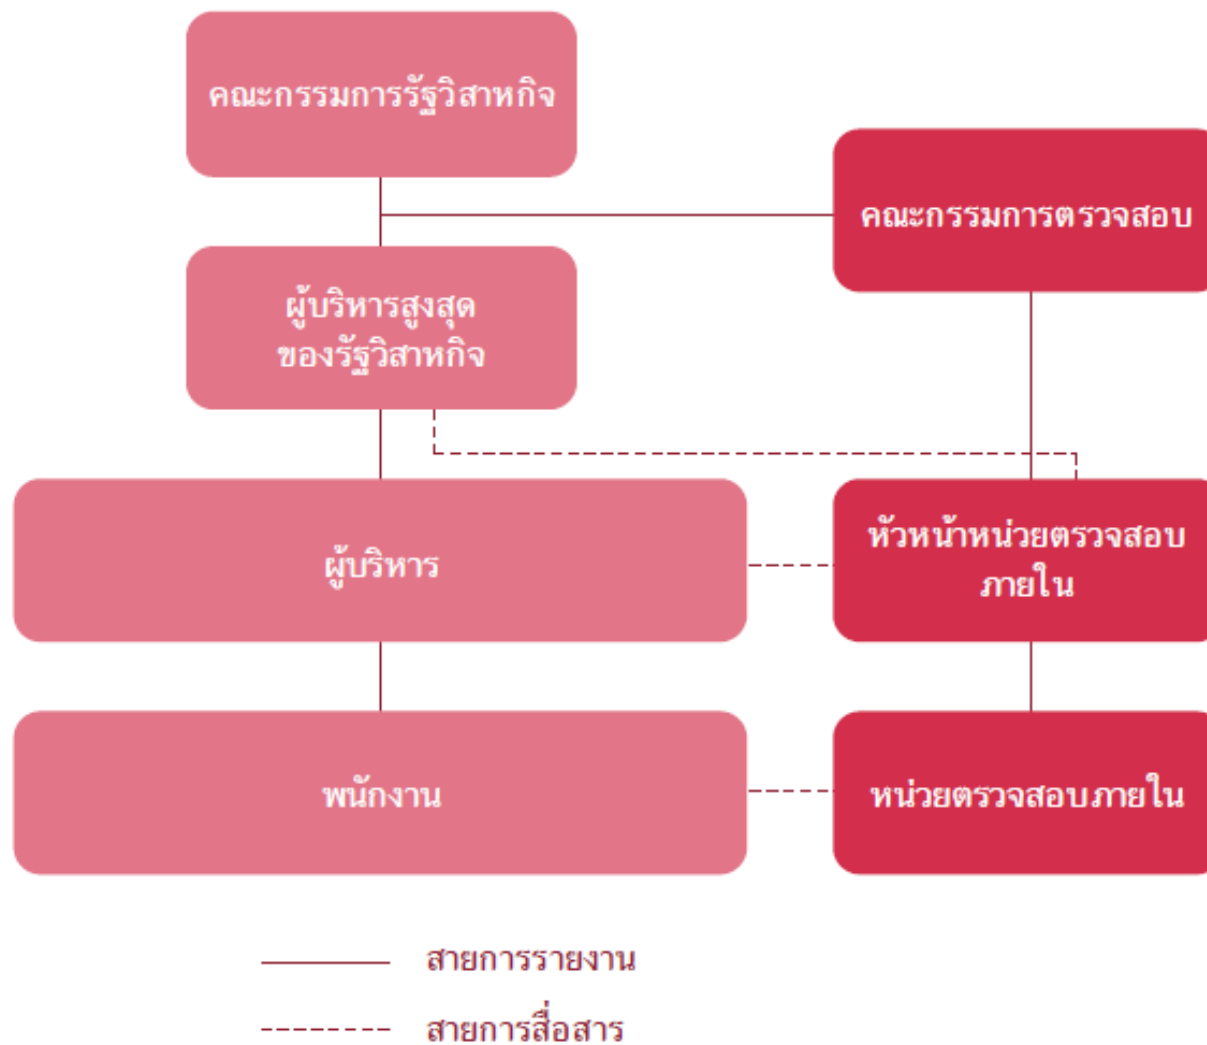 คณะกรรมการรัฐวิสาหกิจ
คณะกรรมการตรวจสอบ
ผู้บริหารสูงสุด
ของรัฐวิสาหกิจ
ผู้บริหาร
หัวหน้าหน่วยตรวจสอบ
ภายใน
พนักงาน
หน่วยตรวจสอบภายใน
สายการรายงาน
สายการสื่อสาร